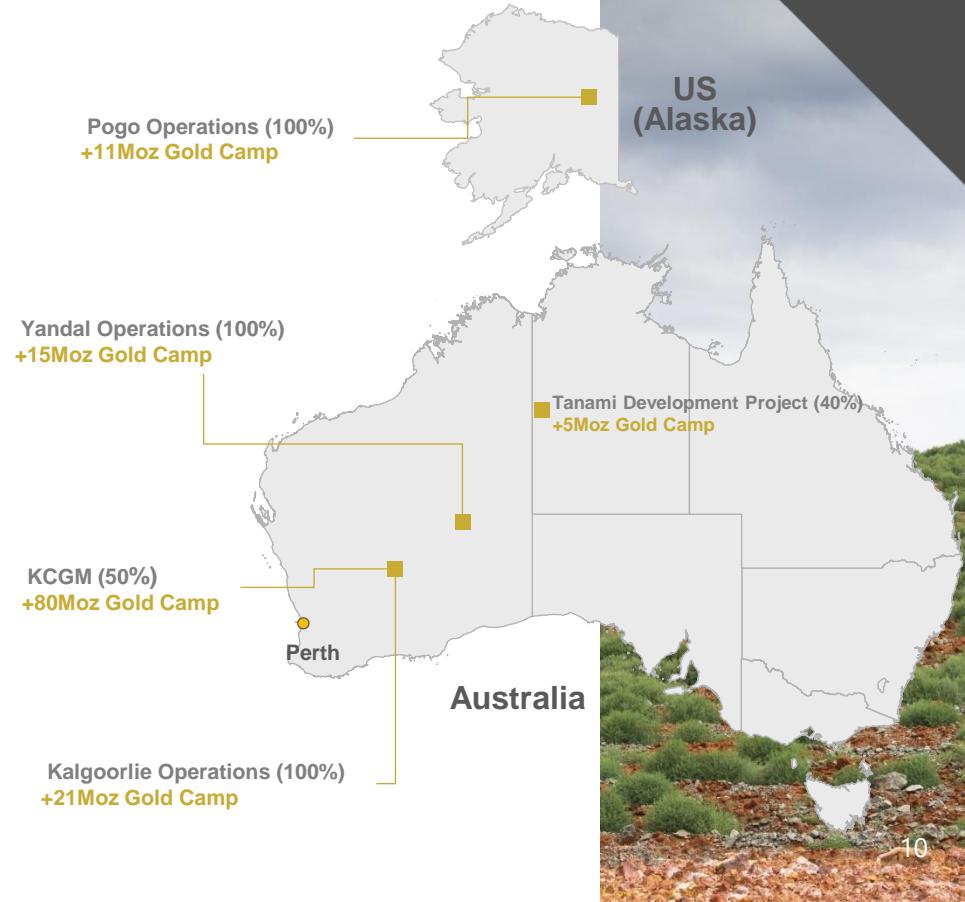 US
(Alaska)
Pogo Operations (100%)
+11Moz Gold Camp
Yandal Operations (100%)
+15Moz Gold Camp
Tanami Development Project (40%)
+5Moz Gold Camp
KCGM (50%)
+80Moz Gold Camp
Perth
Australia
Kalgoorlie Operations (100%)
+21Moz Gold Camp
10